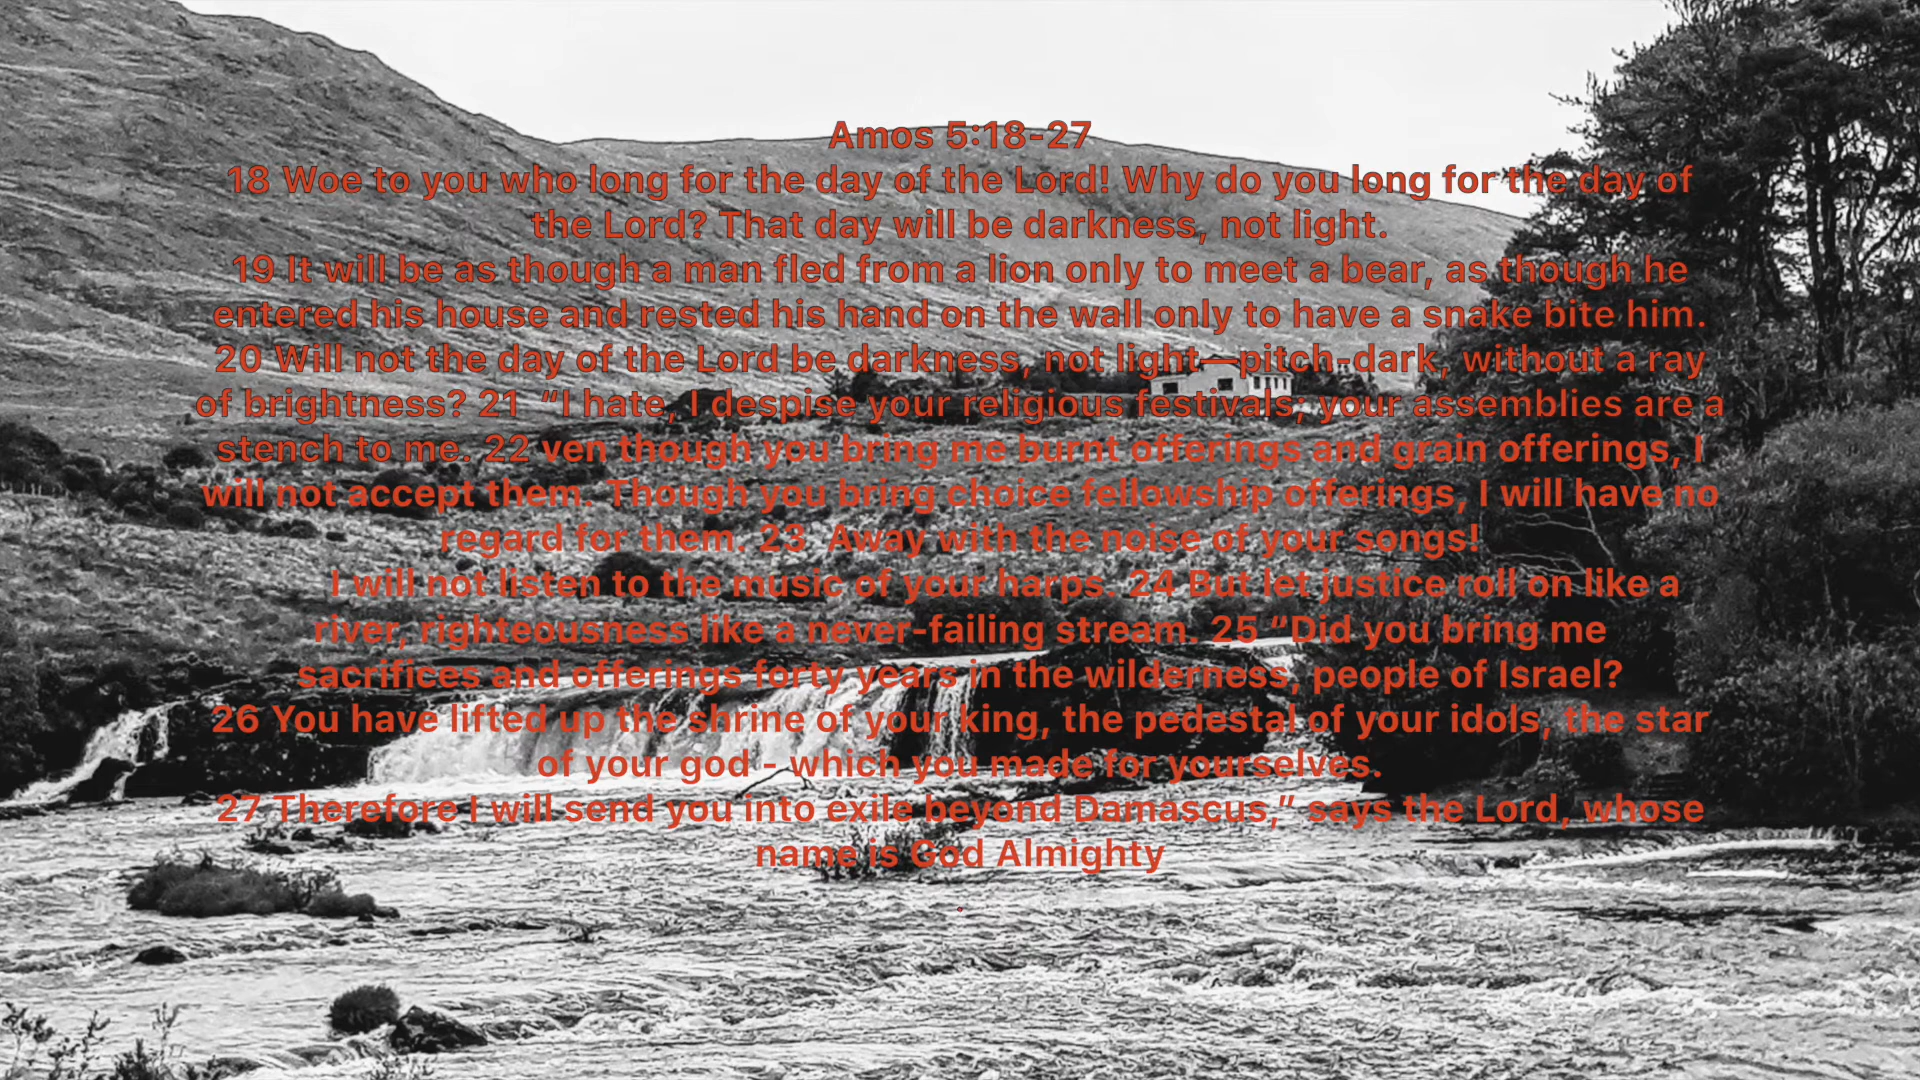 Amos 5:18-27
18 Woe to you who long for the day of the Lord! Why do you long for the day of
the Lord? That day will be darkness, not light.
19 It will be as though a man fled from a lion only to meet a bear, as though he
entered his house and rested his hand on the wall only to have a snake bite him.
20 Will not the day of the Lord be darkness, not light—pitch-dark, without a ray
of brightness? 21  “I hate, I despise your religious festivals; your assemblies are a
stench to me. 22 ven though you bring me burnt offerings and grain offerings, I
will not accept them. Though you bring choice fellowship offerings, I will have no
regard for them. 23  Away with the noise of your songs!
I will not listen to the music of your harps. 24 But let justice roll on like a
river, righteousness like a never-failing stream. 25 “Did you bring me
sacrifices and offerings forty years in the wilderness, people of Israel?
26 You have lifted up the shrine of your king, the pedestal of your idols, the star
of your god - which you made for yourselves.
27 Therefore I will send you into exile beyond Damascus,” says the Lord, whose
name is God Almighty
.